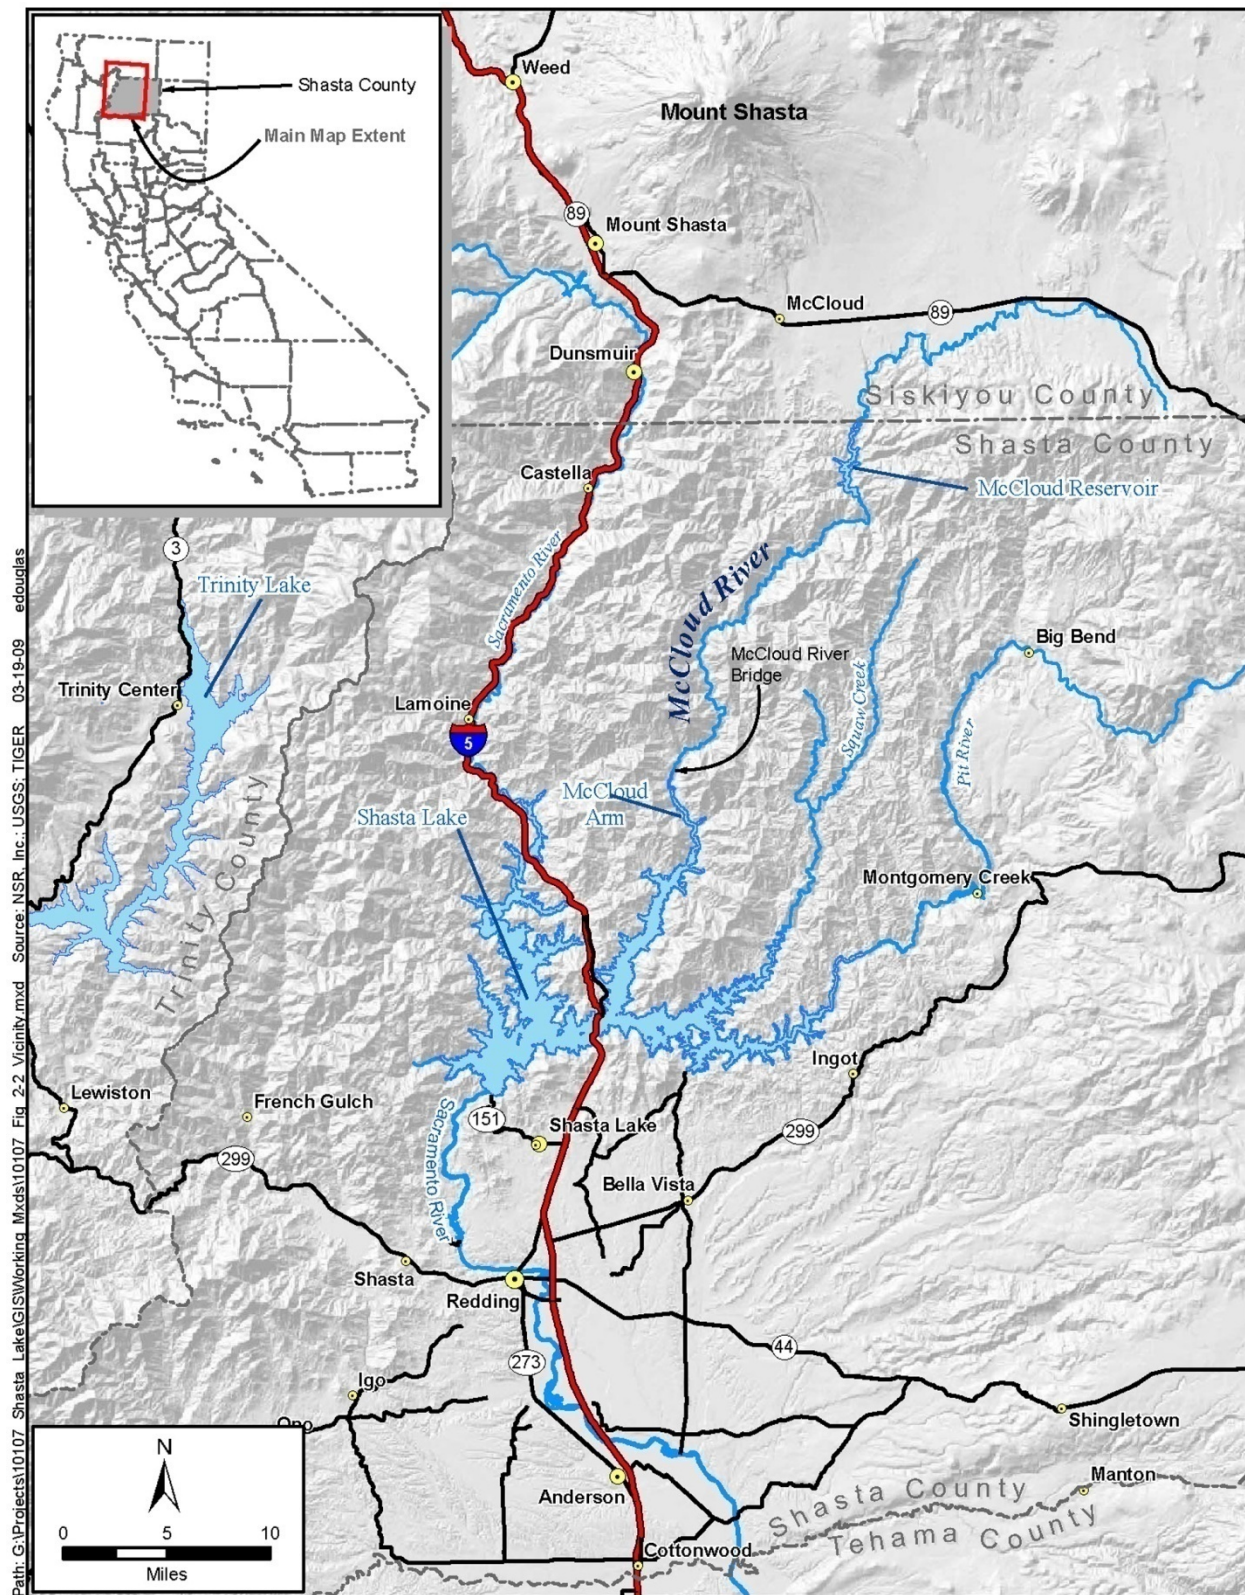 Shasta County
Main Map Extent
Weed
Mount Shasta
89
Mount Shasta
McCloud
89
Dunsmuir
Siskiyou County
Shasta County
Castella
McCloud Reservoir
3
Trinity Lake
Sacramento River
McCloud River
McCloud River
Bridge
Big Bend
Trinity Center
Lamoine
5
Squaw Creek
Pit River
McCloud
Arm
Shasta Lake
Trinity County
Montgomery Creek
Ingot
Lewiston
French Gulch
Sacramento River
151
Shasta Lake
299
299
Bella Vista
Shasta
Redding
273
44
Igo
Shingletown
Manton
Anderson
Shasta County
Tehama County
Cottonwood
N
0 5 10
Miles
Path: G:\Projects\10107_Shasta_Lake\GIS\Working_Mxds\10107_Fig_2-2_Vicinity.mxd Source: NSR, Inc.; USGS; TIGER 03-19-09 edouglas